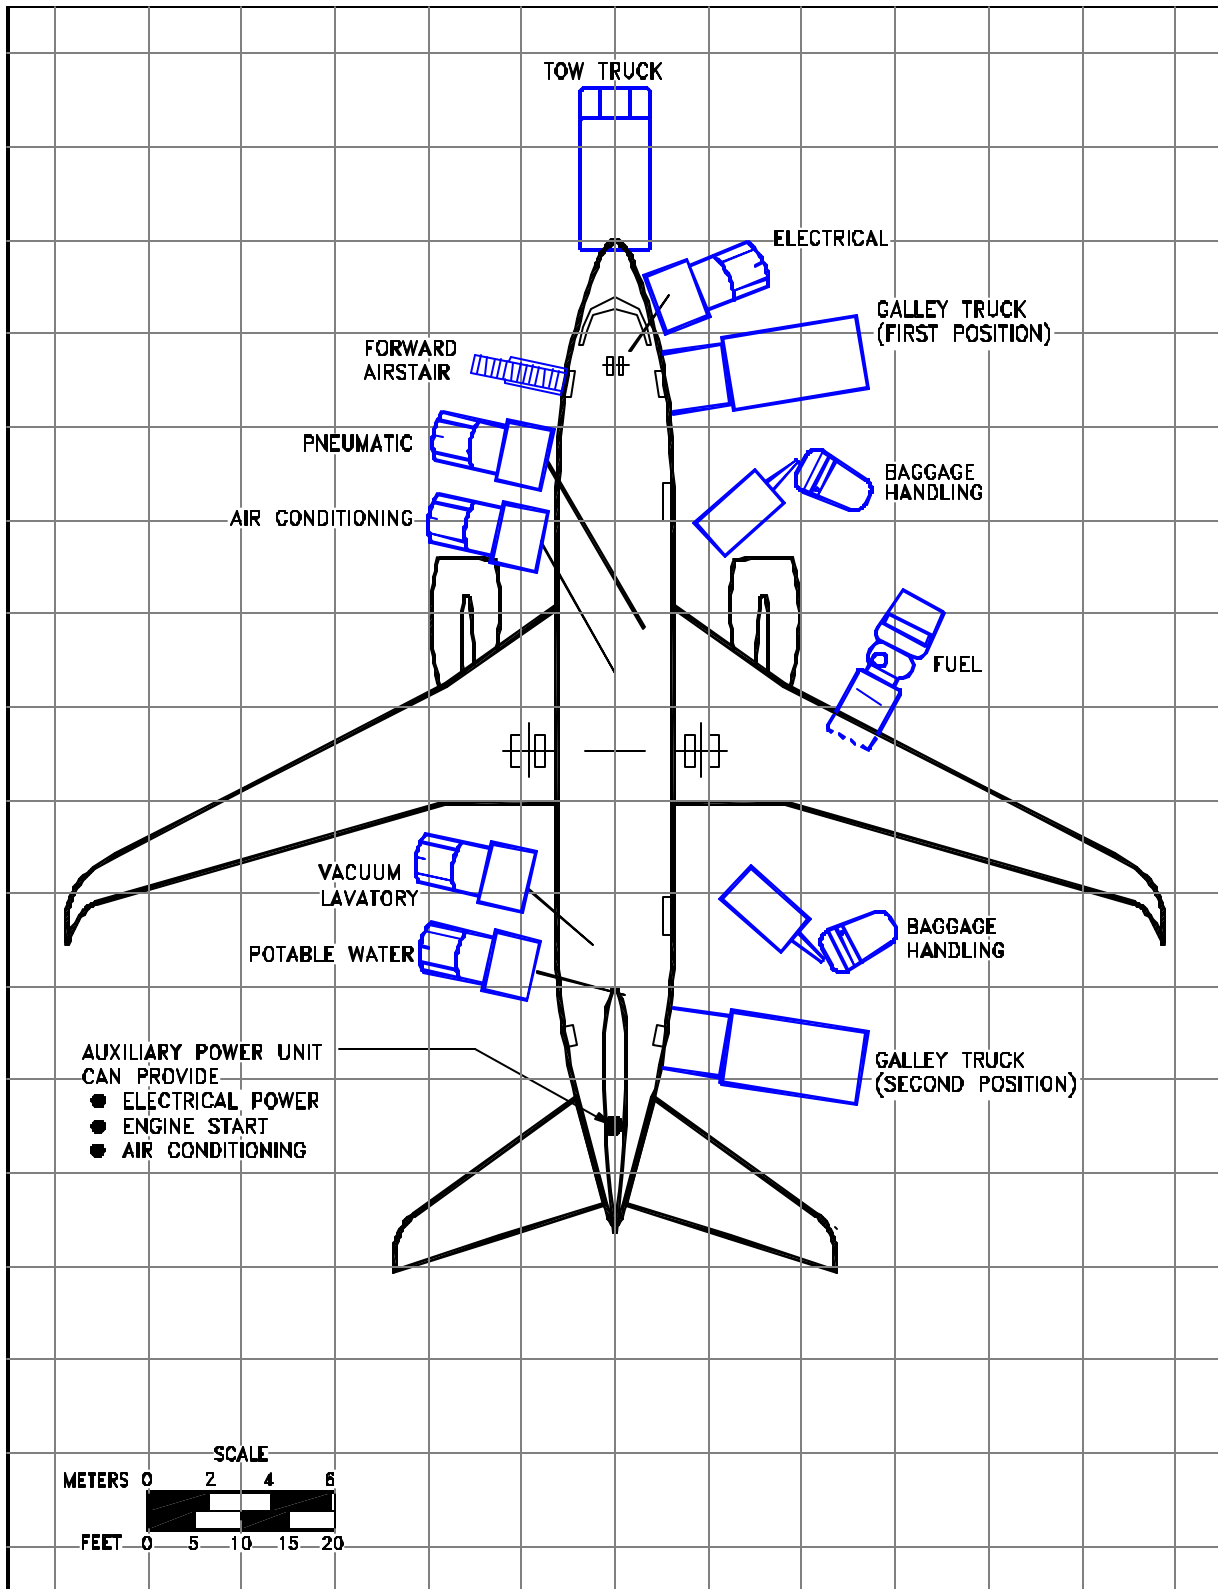 TOW TRUCK
ELECTRICAL
GALLEY TRUCK
(FIRST POSITION)
FORWARD
AIRSTAIR
PNEUMATIC
BAGGAGE
HANDLING
AIR CONDITIONING
FUEL
VACUUM
LAVATORY
POTABLE WATER
BAGGAGE
HANDLING
AUXILIARY POWER UNIT
CAN PROVIDE
● ELECTRICAL POWER
● ENGINE START
● AIR CONDITIONING
GALLEY TRUCK
(SECOND POSITION)
SCALE
METERS 0 2 4 6
FEET 0 5 10 15 20